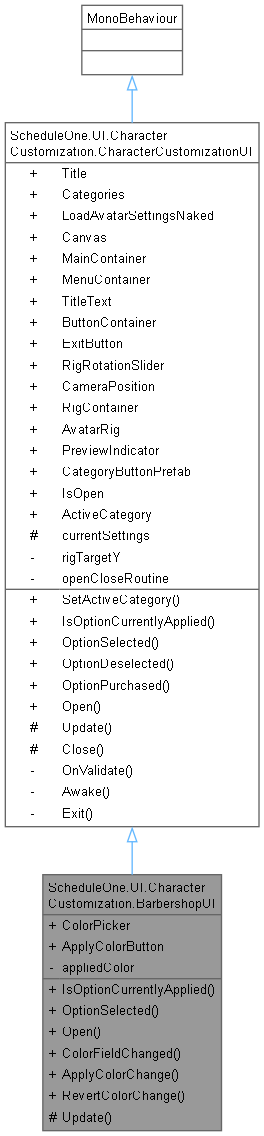 MonoBehaviour
ScheduleOne.UI.Character
Customization.CharacterCustomizationUI
+ Title
+ Categories
+ LoadAvatarSettingsNaked
+ Canvas
+ MainContainer
+ MenuContainer
+ TitleText
+ ButtonContainer
+ ExitButton
+ RigRotationSlider
+ CameraPosition
+ RigContainer
+ AvatarRig
+ PreviewIndicator
+ CategoryButtonPrefab
+ IsOpen
+ ActiveCategory
# currentSettings
- rigTargetY
- openCloseRoutine
+ SetActiveCategory()
+ IsOptionCurrentlyApplied()
+ OptionSelected()
+ OptionDeselected()
+ OptionPurchased()
+ Open()
# Update()
# Close()
- OnValidate()
- Awake()
- Exit()
ScheduleOne.UI.Character
Customization.BarbershopUI
+ ColorPicker
+ ApplyColorButton
- appliedColor
+ IsOptionCurrentlyApplied()
+ OptionSelected()
+ Open()
+ ColorFieldChanged()
+ ApplyColorChange()
+ RevertColorChange()
# Update()